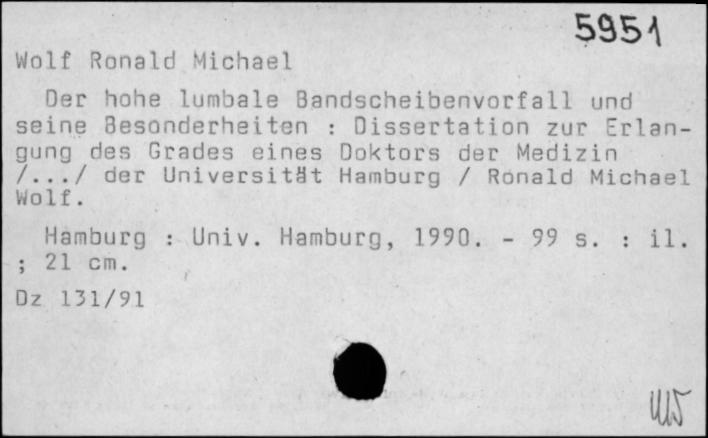 5951
Wolf Ronald Michael
Der hohe lumbale Bandscheibenvorfall und
seine Besonderheiten : Dissertation zur Erlan-
gung des Grades eines Doktors der Medizin
/.../ der Universität Hamburg / Ronald Michael
Wolf.
Hamburg : Univ. Hamburg, 1990. - 99 s. : il.
; 21 cm.
Dz 131/91